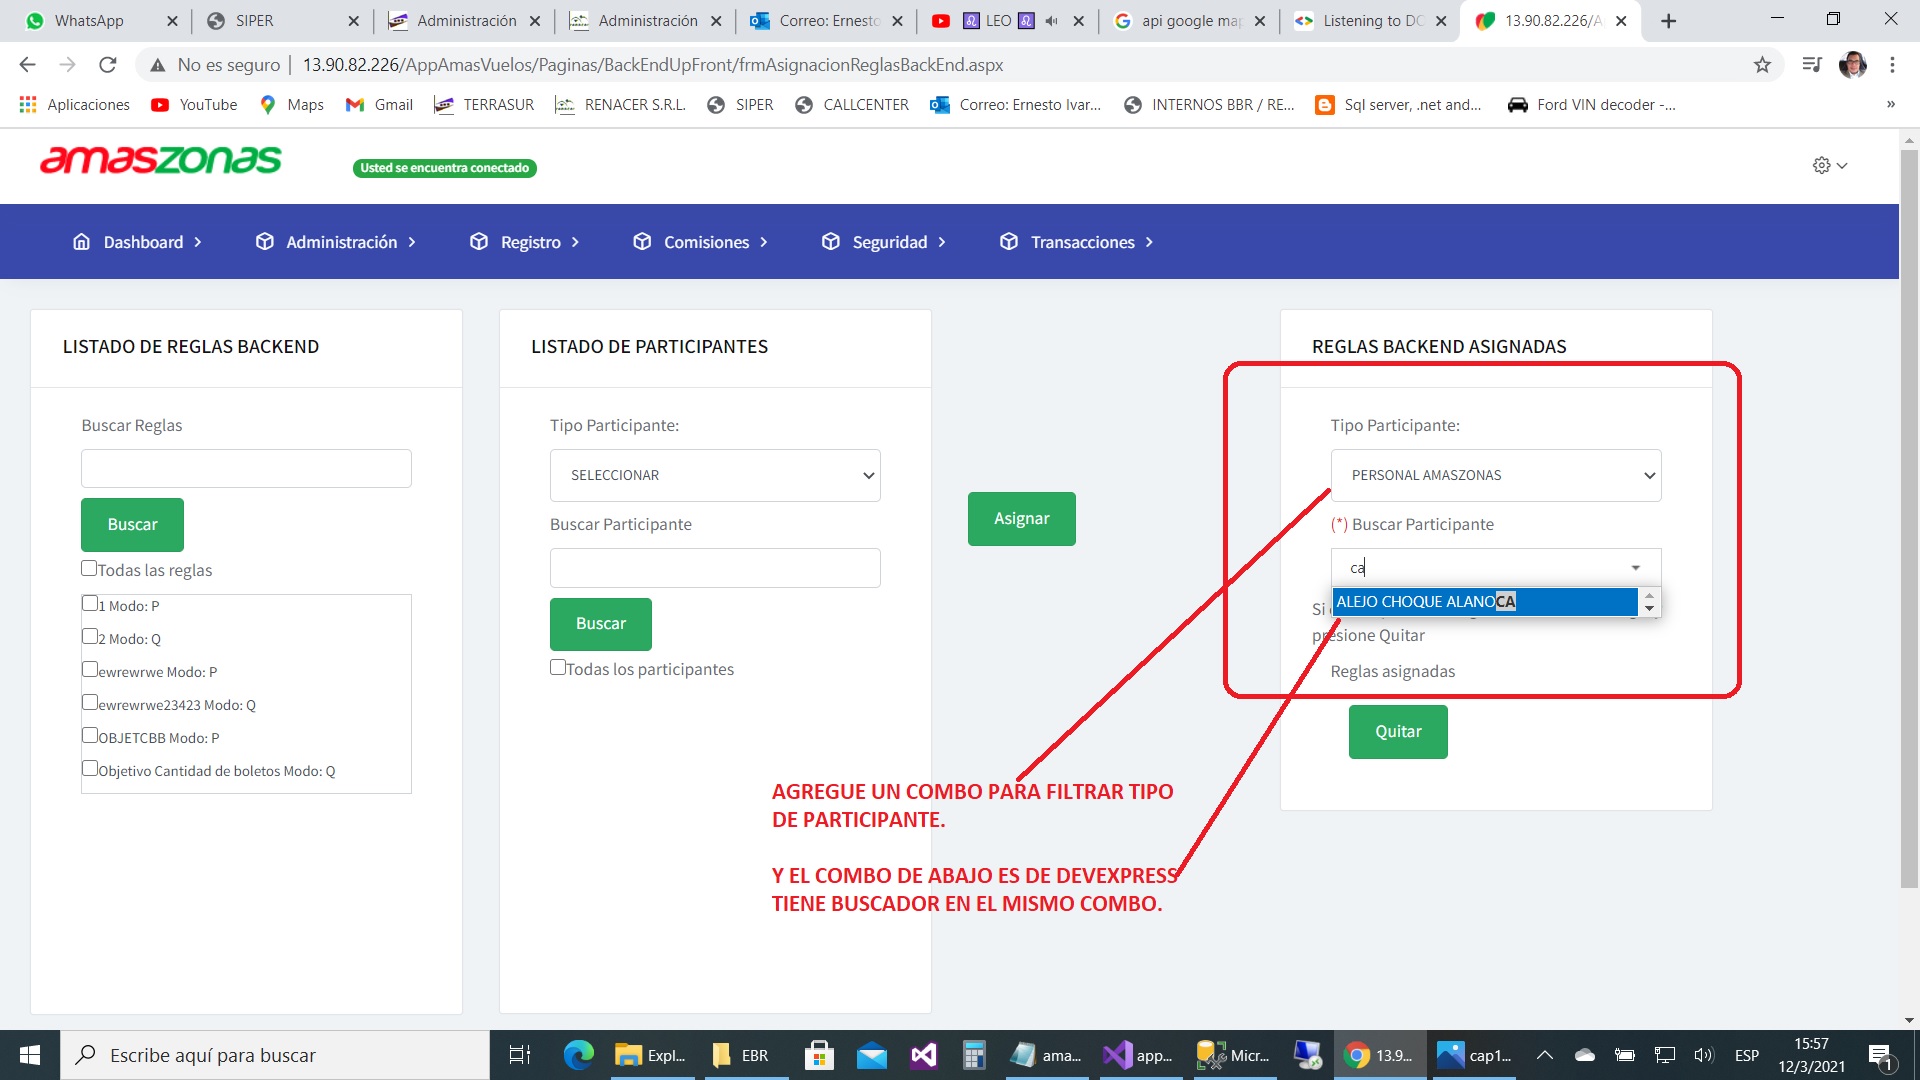 WhatsApp
SIPER
Administración
Administración
Correo: Ernesto
LEO
api google map
Listening to DO
13.90.82.226/A
No es seguro | 13.90.82.226/AppAmasVuelos/Paginas/BackEndUpFront/frmAsignacionReglasBackEnd.aspx
Aplicaciones
YouTube
Maps
Gmail
TERRASUR
RENACER S.R.L.
SIPER
CALLCENTER
Correo: Ernesto Ivar...
INTERNOS BBR / RE...
Sql server, .net and...
Ford VIN decoder -...
»
amaszonas
Usted se encuentra conectado
Dashboard
Administración
Registro
Comisiones
Seguridad
Transacciones
LISTADO DE REGLAS BACKEND
Buscar Reglas
Buscar
Todas las reglas
1 Modo: P
2 Modo: Q
ewrewrwe Modo: P
ewrewrwe23423 Modo: Q
OBJETCBB Modo: P
Objetivo Cantidad de boletos Modo: Q
LISTADO DE PARTICIPANTES
Tipo Participante:
SELECCIONAR
Buscar Participante
Buscar
Todas los participantes
Asignar
REGLAS BACKEND ASIGNADAS
Tipo Participante:
PERSONAL AMASZONAS
(*) Buscar Participante
ca
ALEJO CHOQUE ALANOCA
Si
presione Quitar
Reglas asignadas
Quitar
AGREGUE UN COMBO PARA FILTRAR TIPO
DE PARTICIPANTE.
Y EL COMBO DE ABAJO ES DE DEVEXPRESS
TIENE BUSCADOR EN EL MISMO COMBO.
Escribe aquí para buscar
Expl...
EBR
ama...
app...
Micr...
13.9...
cap1...
ESP
15:57
12/3/2021
1